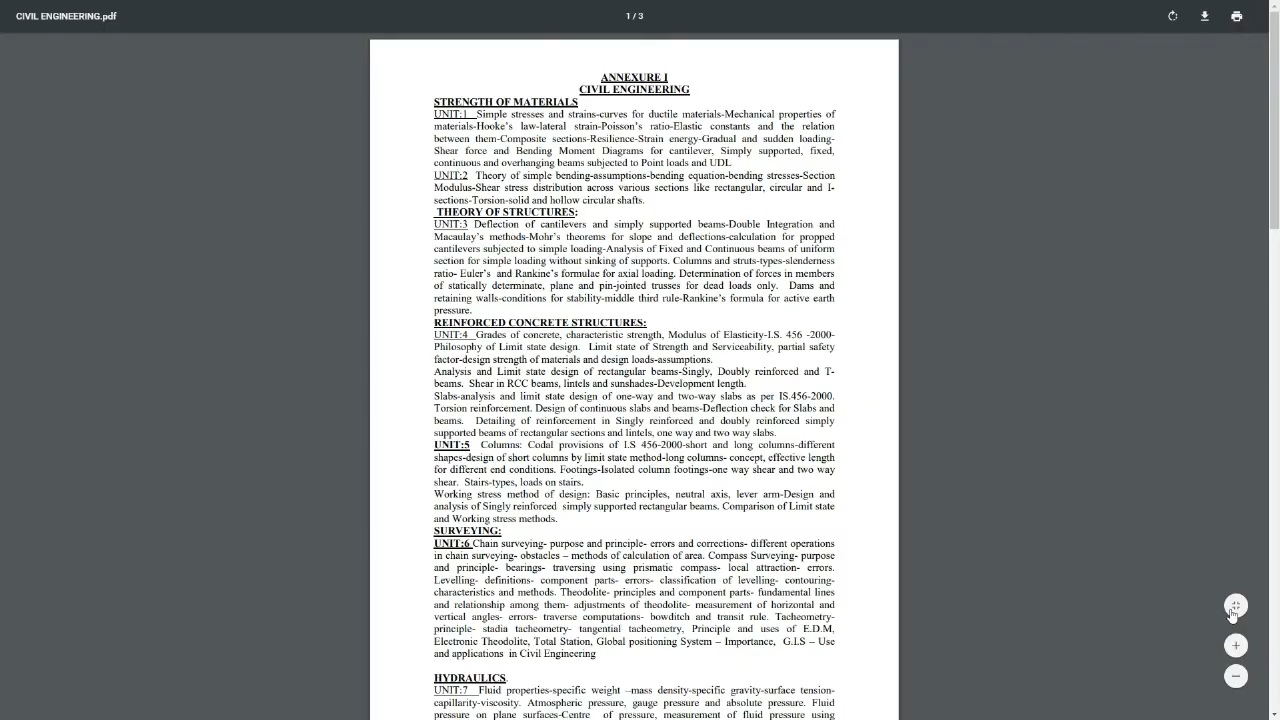 CIVIL ENGINEERING.pdf
1 / 3
ANNEXURE I
CIVIL ENGINEERING
STRENGTH OF MATERIALS
UNIT:1 Simple stresses and strains-curves for ductile materials-Mechanical properties of
materials-Hooke's law-lateral strain-Poisson's ratio-Elastic constants and the relation
between them-Composite sections-Resilience-Strain energy-Gradual and sudden loading-
Shear force and Bending Moment Diagrams for cantilever, Simply supported, fixed,
continuous and overhanging beams subjected to Point loads and UDL
UNIT:2 Theory of simple bending-assumptions-bending equation-bending stresses-Section
Modulus-Shear stress distribution across various sections like rectangular, circular and I-
sections-Torsion-solid and hollow circular shafts.
THEORY OF STRUCTURES:
UNIT:3 Deflection of cantilevers and simply supported beams-Double Integration and
Macaulay's methods-Mohr's theorems for slope and deflections-calculation for propped
cantilevers subjected to simple loading-Analysis of Fixed and Continuous beams of uniform
section for simple loading without sinking of supports. Columns and struts-types-slenderness
ratio- Euler's and Rankine's formulae for axial loading. Determination of forces in members
of statically determinate, plane and pin-jointed trusses for dead loads only. Dams and
retaining walls-conditions for stability-middle third rule-Rankine's formula for active earth
pressure.
REINFORCED CONCRETE STRUCTURES:
UNIT:4 Grades of concrete, characteristic strength, Modulus of Elasticity-I.S. 456 -2000-
Philosophy of Limit state design. Limit state of Strength and Serviceability, partial safety
factor-design strength of materials and design loads-assumptions.
Analysis and Limit state design of rectangular beams-Singly, Doubly reinforced and T-
beams. Shear in RCC beams, lintels and sunshades-Development length.
Slabs-analysis and limit state design of one-way and two-way slabs as per IS.456-2000.
Torsion reinforcement. Design of continuous slabs and beams-Deflection check for Slabs and
beams. Detailing of reinforcement in Singly reinforced and doubly reinforced simply
supported beams of rectangular sections and lintels, one way and two way slabs.
UNIT:5 Columns: Codal provisions of I.S 456-2000-short and long columns-different
shapes-design of short columns by limit state method-long columns- concept, effective length
for different end conditions. Footings-Isolated column footings-one way shear and two way
shear. Stairs-types, loads on stairs.
Working stress method of design: Basic principles, neutral axis, lever arm-Design and
analysis of Singly reinforced simply supported rectangular beams. Comparison of Limit state
and Working stress methods.
SURVEYING:
UNIT:6 Chain surveying- purpose and principle- errors and corrections- different operations
in chain surveying- obstacles – methods of calculation of area. Compass Surveying- purpose
and principle- bearings- traversing using prismatic compass- local attraction- errors.
Levelling- definitions- component parts- errors- classification of levelling- contouring-
characteristics and methods. Theodolite- principles and component parts- fundamental lines
and relationship among them- adjustments of theodolite- measurement of horizontal and
vertical angles- errors- traverse computations- bowditch and transit rule. Tacheometry-
principle- stadia tacheometry- tangential tacheometry, Principle and uses of E.D.M,
Electronic Theodolite, Total Station, Global positioning System – Importance, G.I.S – Use
and applications in Civil Engineering
HYDRAULICS.
UNIT:7 Fluid properties-specific weight –mass density-specific gravity-surface tension-
capillarity-viscosity. Atmospheric pressure, gauge pressure and absolute pressure. Fluid
pressure on plane surfaces-Centre of pressure, measurement of fluid pressure using